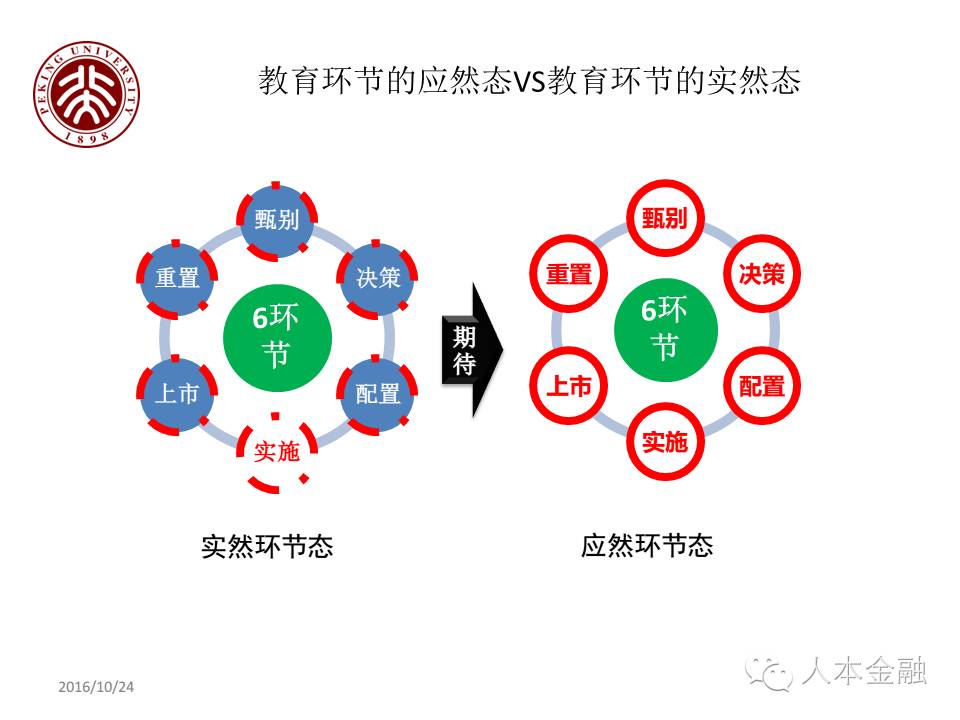 PEKING UNIVERSITY
1898
教育环节的应然态VS教育环节的实然态
甄别
重置
决策
6环
节
上市
配置
实施
实然环节态
期
待
甄别
重置
决策
6环
节
上市
配置
实施
应然环节态
2016/10/24
人本金融